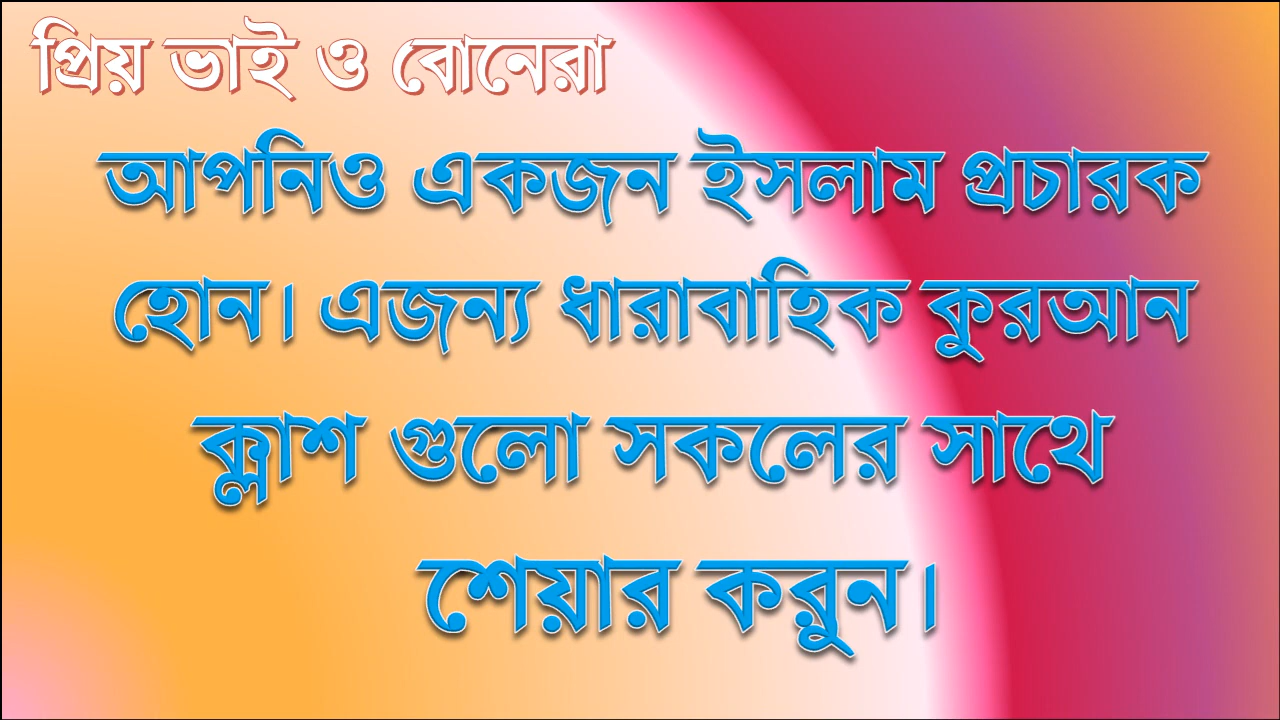 প্রিয় ভাই ও বোনেরা
আপনিও একজন ইসলাম প্রচারক
হোন। এজন্য ধারাবাহিক কুরআন
ক্লাশ গুলো সকলের সাথে
শেয়ার করুন।